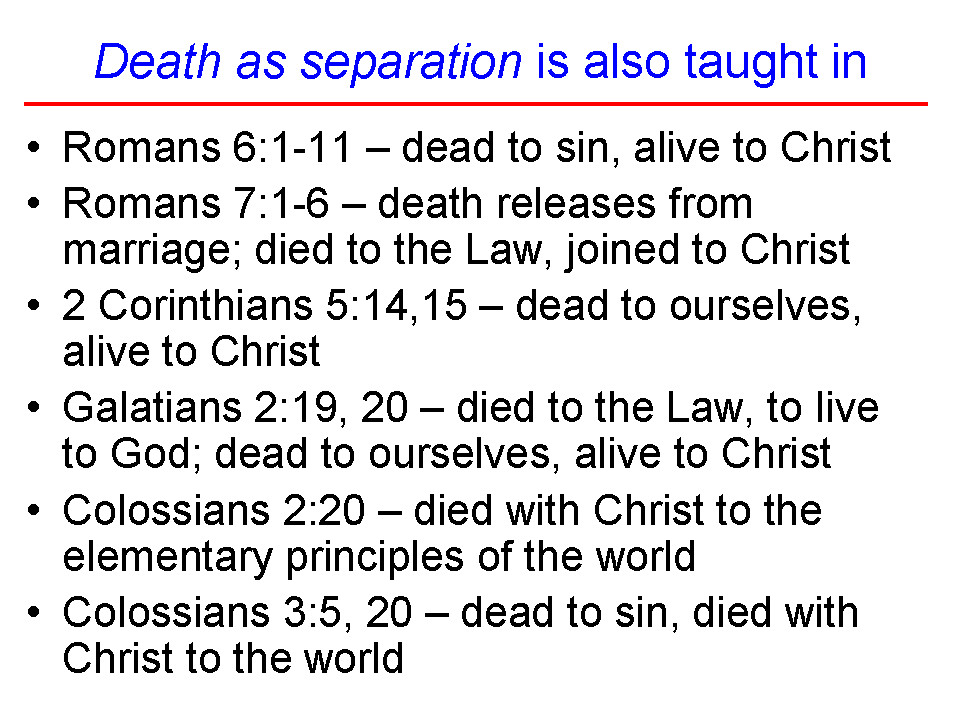 Death as separation is also taught in
• Romans 6:1-11 – dead to sin, alive to Christ
• Romans 7:1-6 – death releases from
marriage; died to the Law, joined to Christ
• 2 Corinthians 5:14,15 – dead to ourselves,
alive to Christ
• Galatians 2:19, 20 – died to the Law, to live
to God; dead to ourselves, alive to Christ
• Colossians 2:20 – died with Christ to the
elementary principles of the world
• Colossians 3:5, 20 – dead to sin, died with
Christ to the world